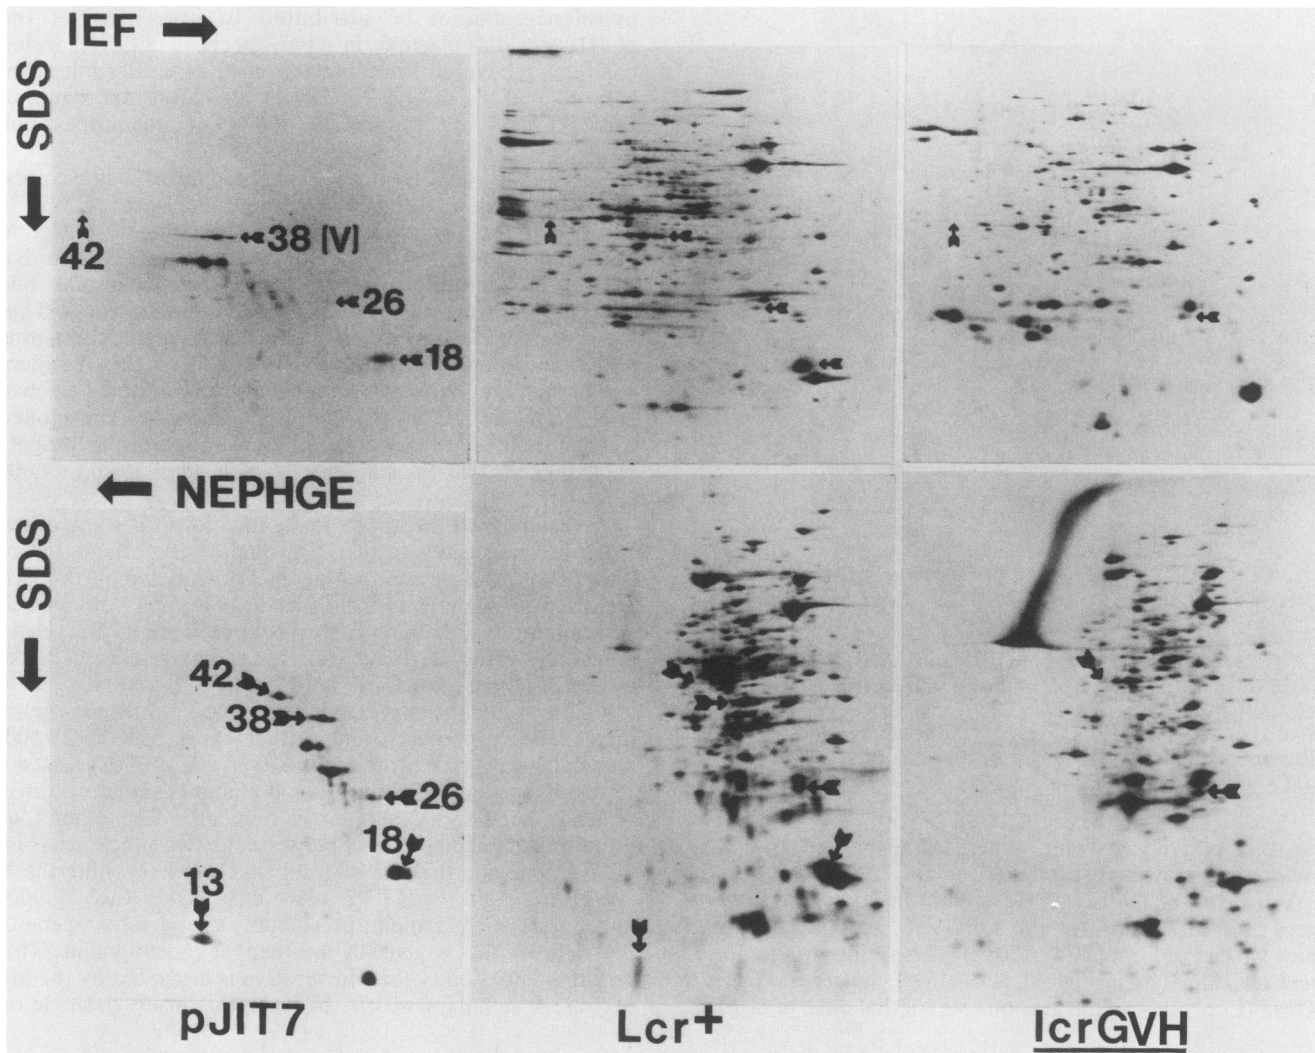 IEF
SDS
42
38 (V)
26
18
NEPHGE
SDS
42
38
26
18
13
pJIT7
Lcr+
lcrGVH